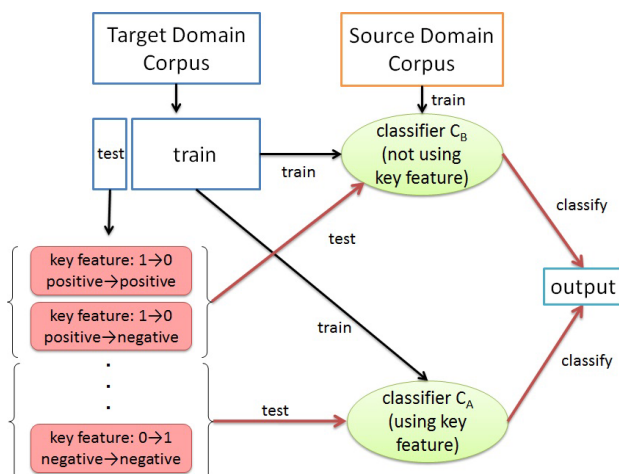 Target Domain
Corpus
Source Domain
Corpus
train
test
train
train
classifier C_B
(not using
key feature)
classify
test
key feature: 1→0
positive→positive
key feature: 1→0
positive→negative
output
train
classify
test
classifier C_A
(using key
feature)
key feature: 0→1
negative→negative